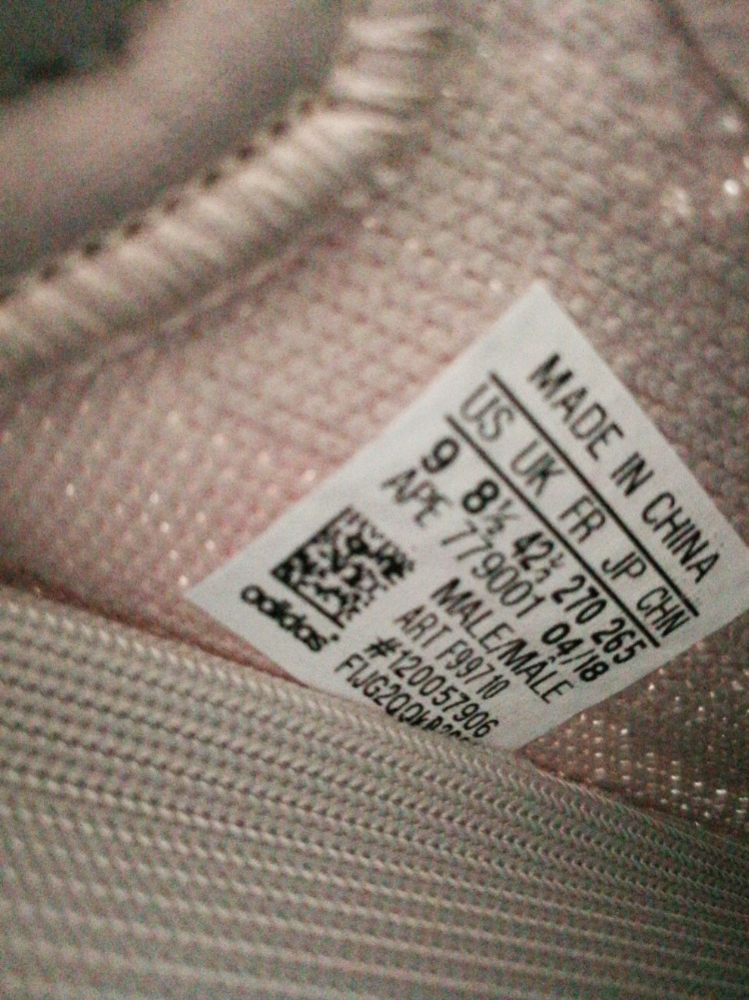 MADE IN CHINA
US UK FR JP CHN
9 8½ 42⅔ 270 265
APE 779001 04/18
MALE/MÂLE
ART F99710
#120057906
adidas